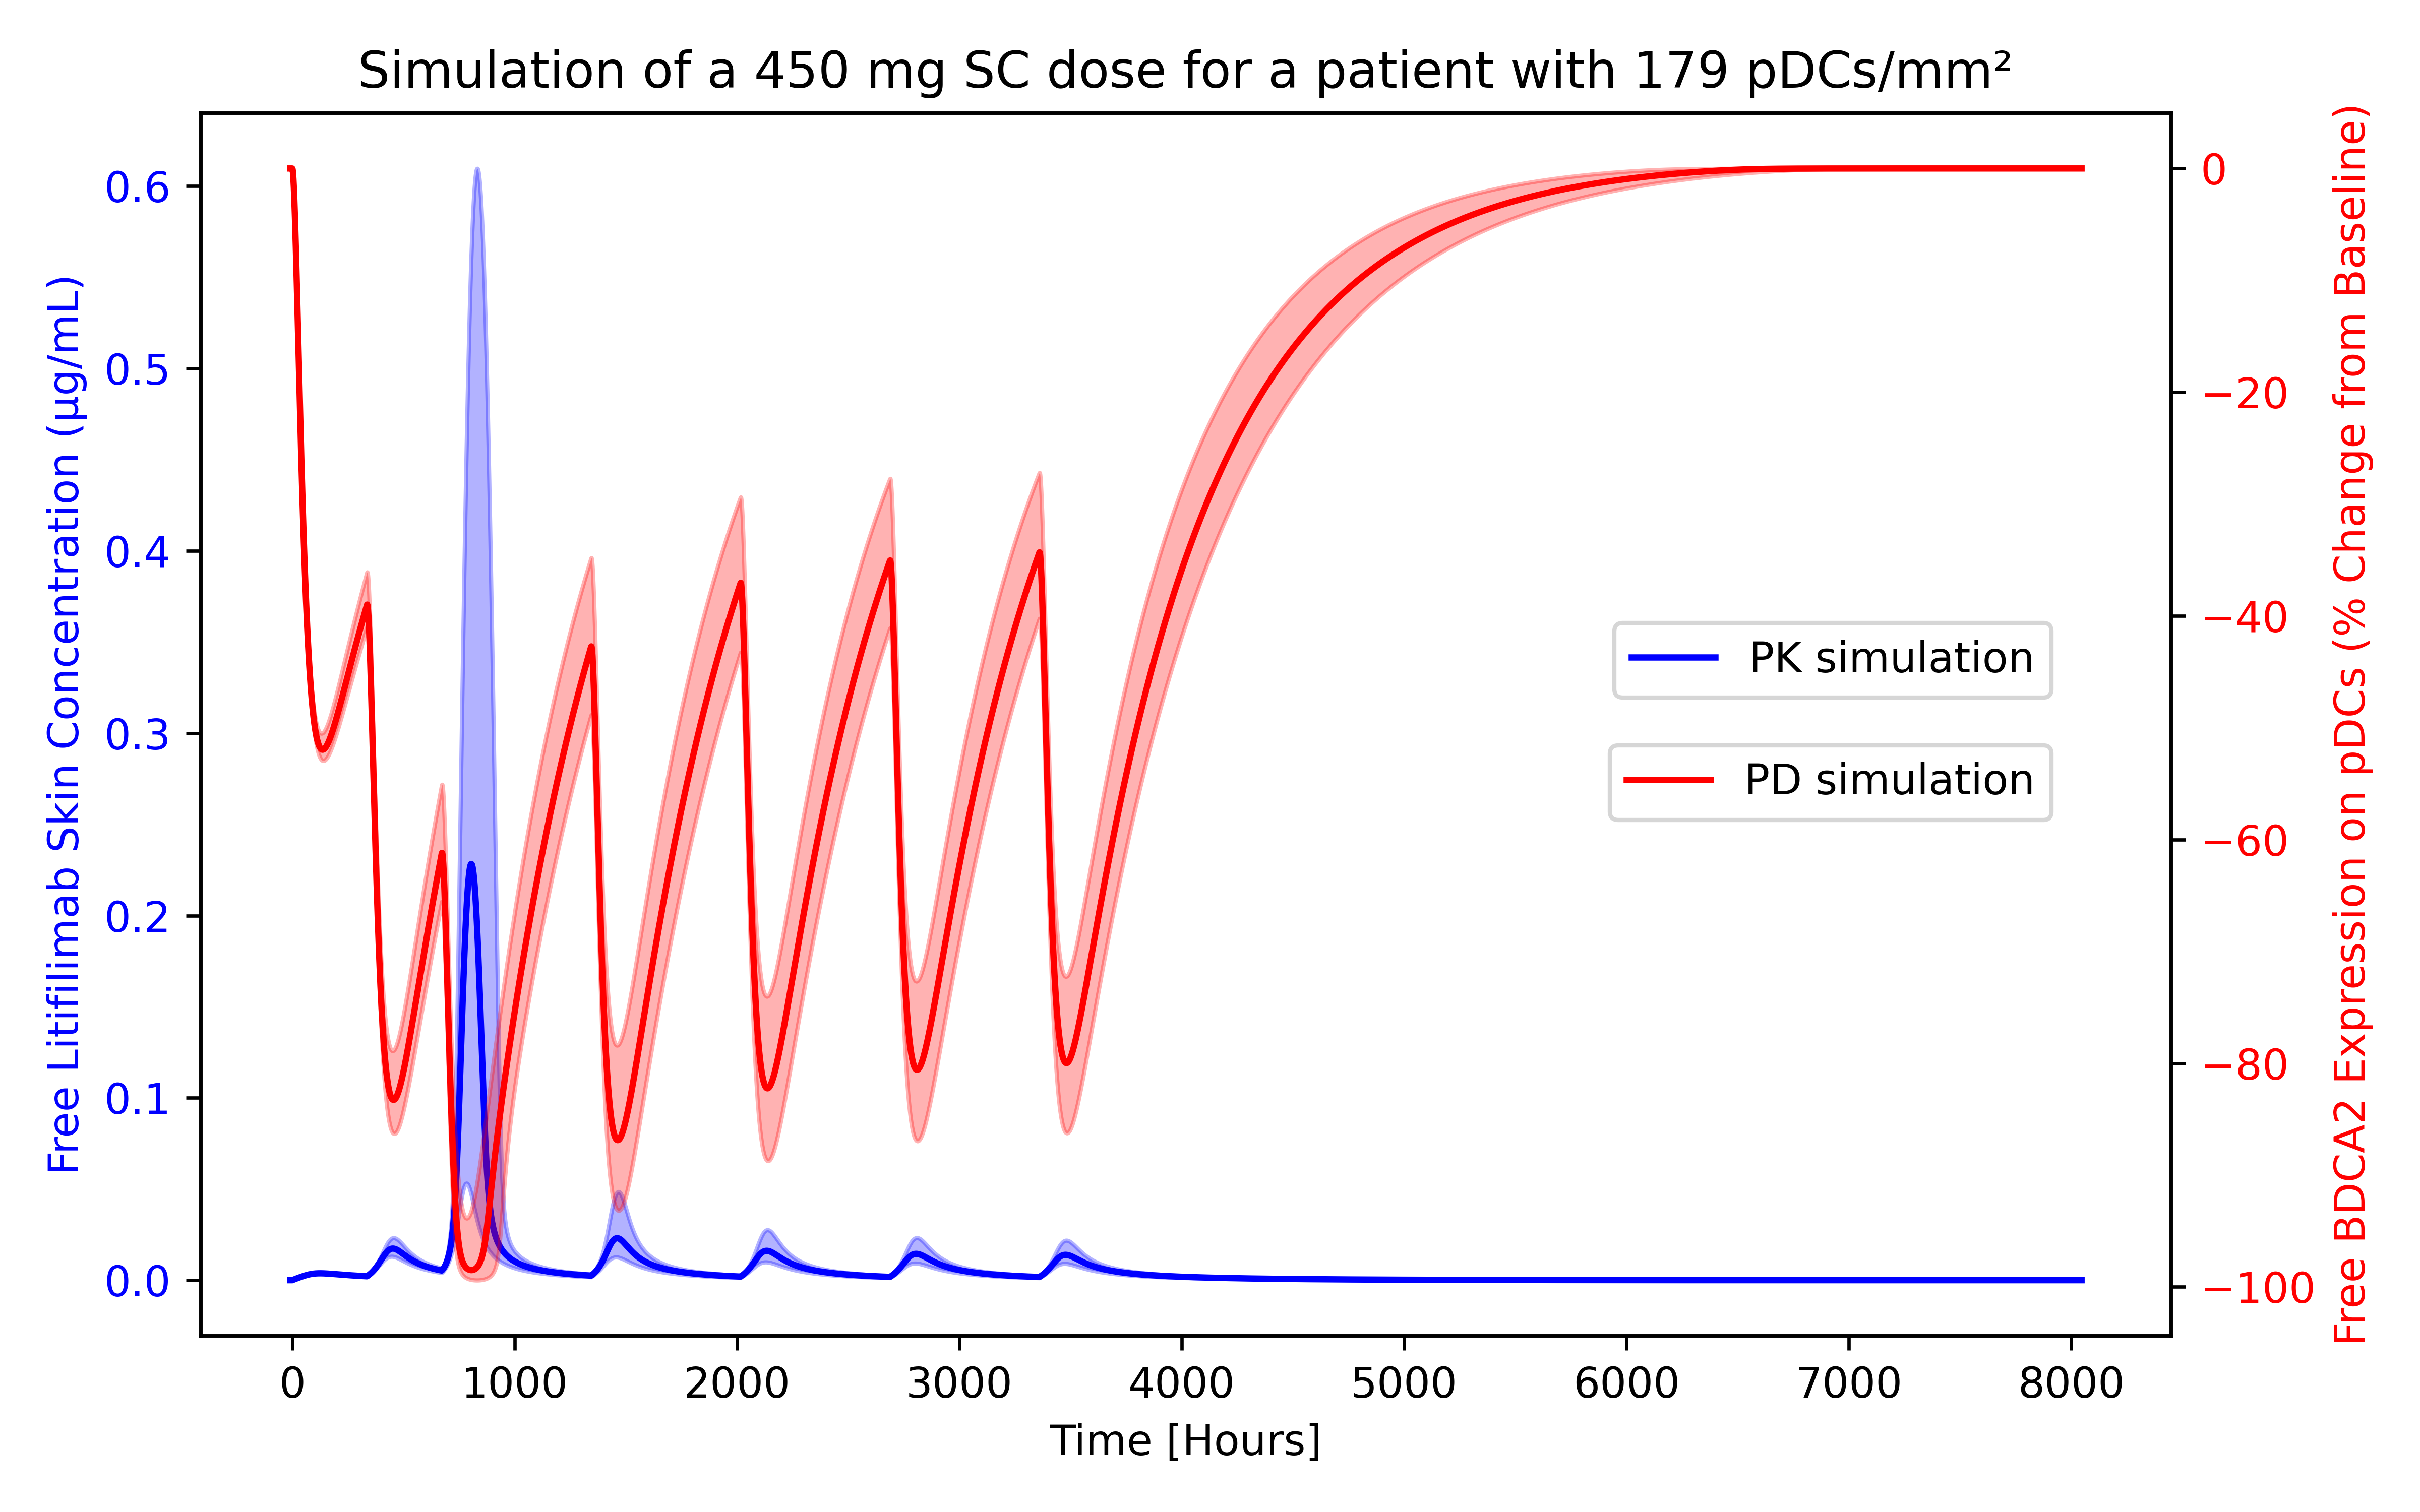 Simulation of a 450 mg SC dose for a patient with 179 pDCs/mm²
Free Litifilimab Skin Concentration (µg/mL)
0.6
0.5
0.4
0.3
0.2
0.1
0.0
PK simulation
PD simulation
0
−20
−40
−60
−80
−100
Free BDCA2 Expression on pDCs (% Change from Baseline)
0 1000 2000 3000 4000 5000 6000 7000 8000
Time [Hours]